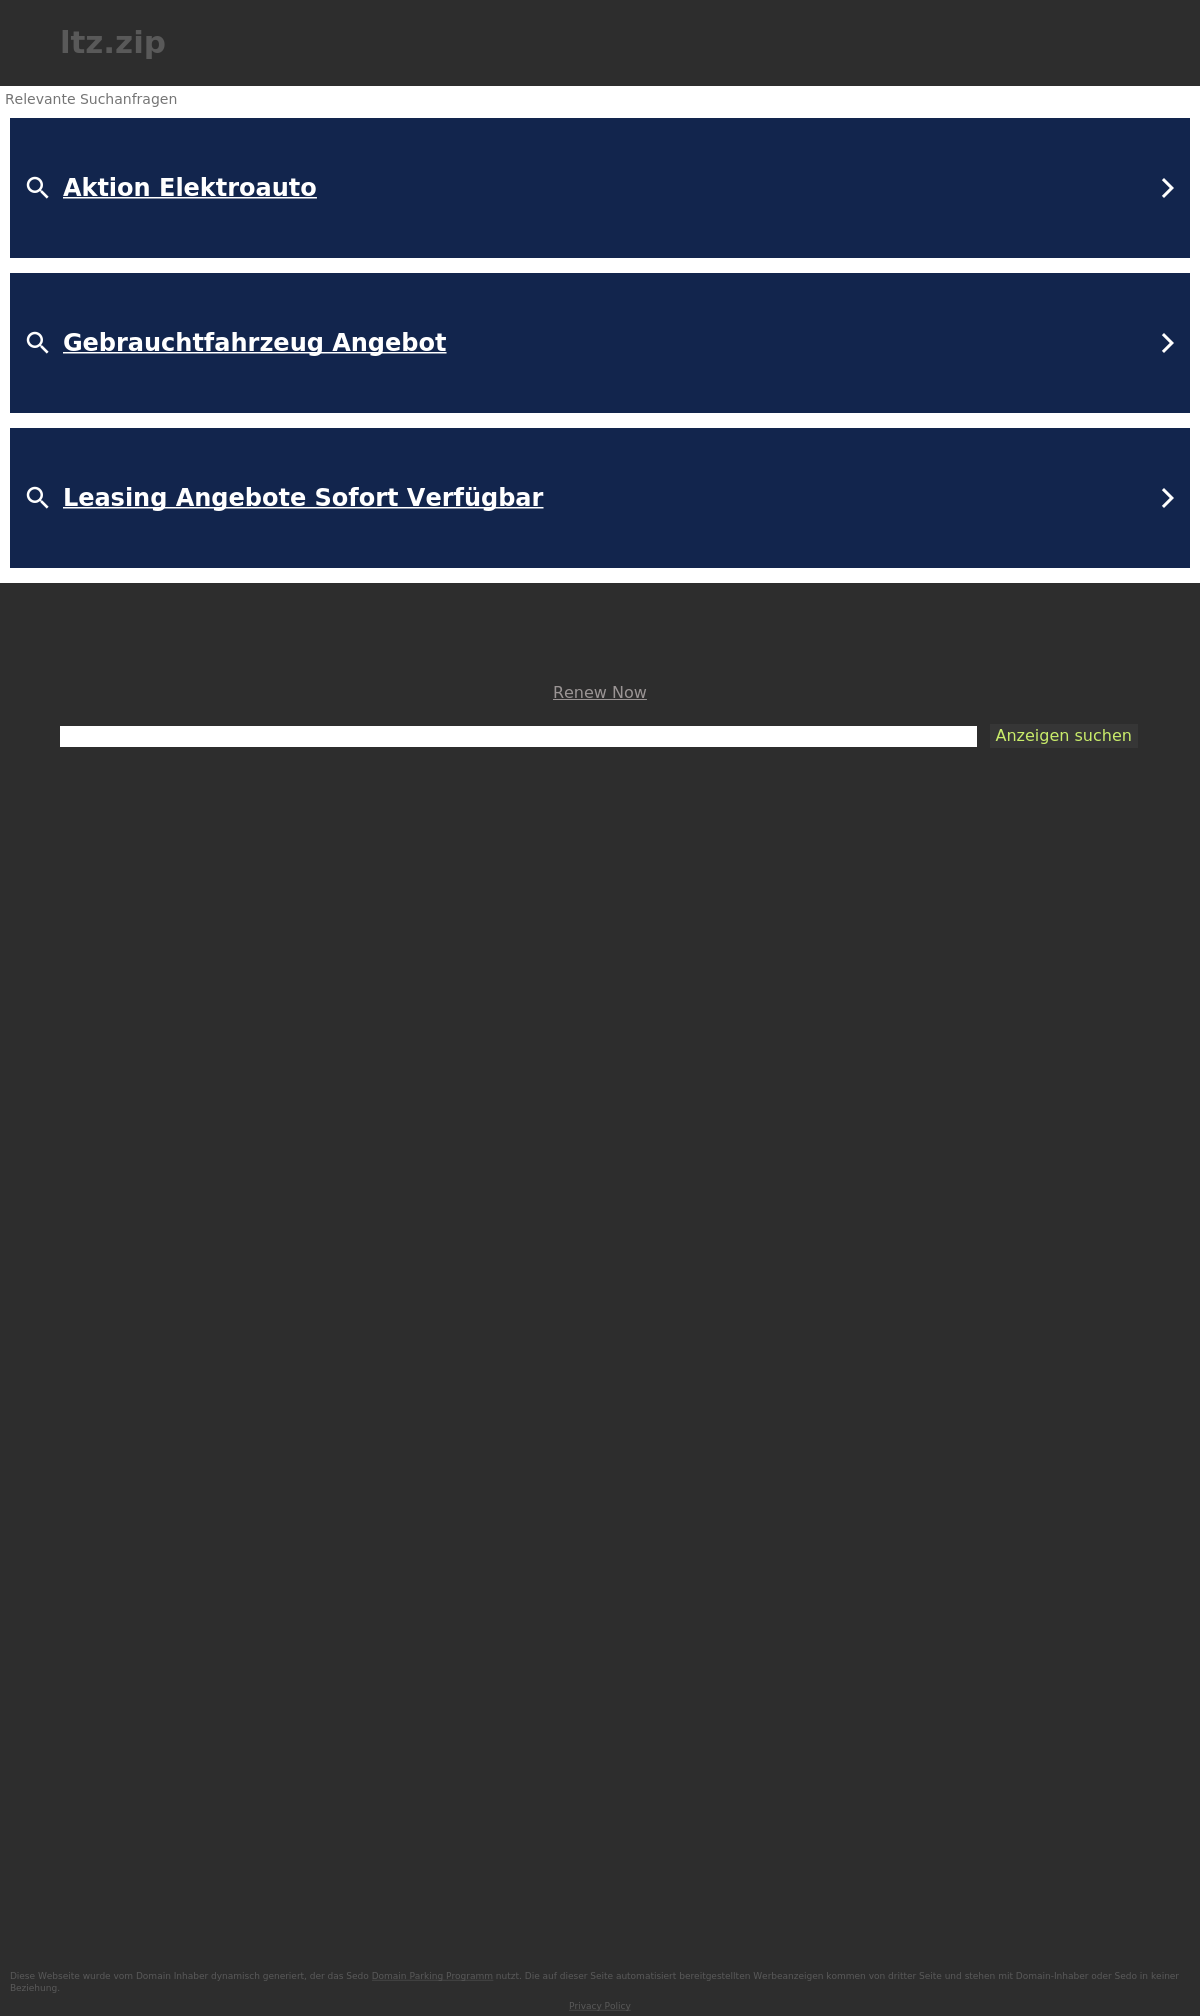 ltz.zip
Relevante Suchanfragen
Aktion Elektroauto
Gebrauchtfahrzeug Angebot
Leasing Angebote Sofort Verfügbar
Renew Now
Anzeigen suchen
Diese Webseite wurde vom Domain Inhaber dynamisch generiert, der das Sedo Domain Parking Programm nutzt. Die auf dieser Seite automatisiert bereitgestellten Werbeanzeigen kommen von dritter Seite und stehen mit Domain-Inhaber oder Sedo in keiner
Beziehung.
Privacy Policy